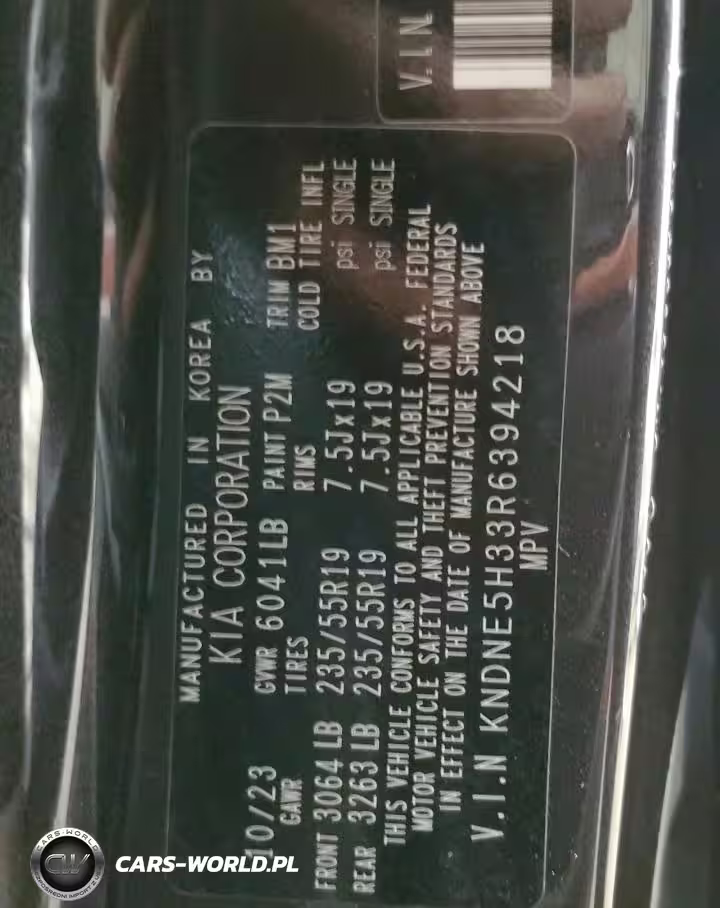 V.I.N.
MANUFACTURED IN KOREA BY
KIA CORPORATION
10/23 GVWR 6041LB PAINT P2M TRIM BM1
GAWR TIRES RIMS COLD TIRE INFL
FRONT 3064 LB 235/55R19 7.5Jx19 psi SINGLE
REAR 3263 LB 235/55R19 7.5Jx19 psi SINGLE
THIS VEHICLE CONFORMS TO ALL APPLICABLE U.S.A. FEDERAL
MOTOR VEHICLE SAFETY AND THEFT PREVENTION STANDARDS
IN EFFECT ON THE DATE OF MANUFACTURE SHOWN ABOVE
V.I.N KNDNE5H33R6394218
MPV
CARS-WORLD
CW
CARS-WORLD.PL